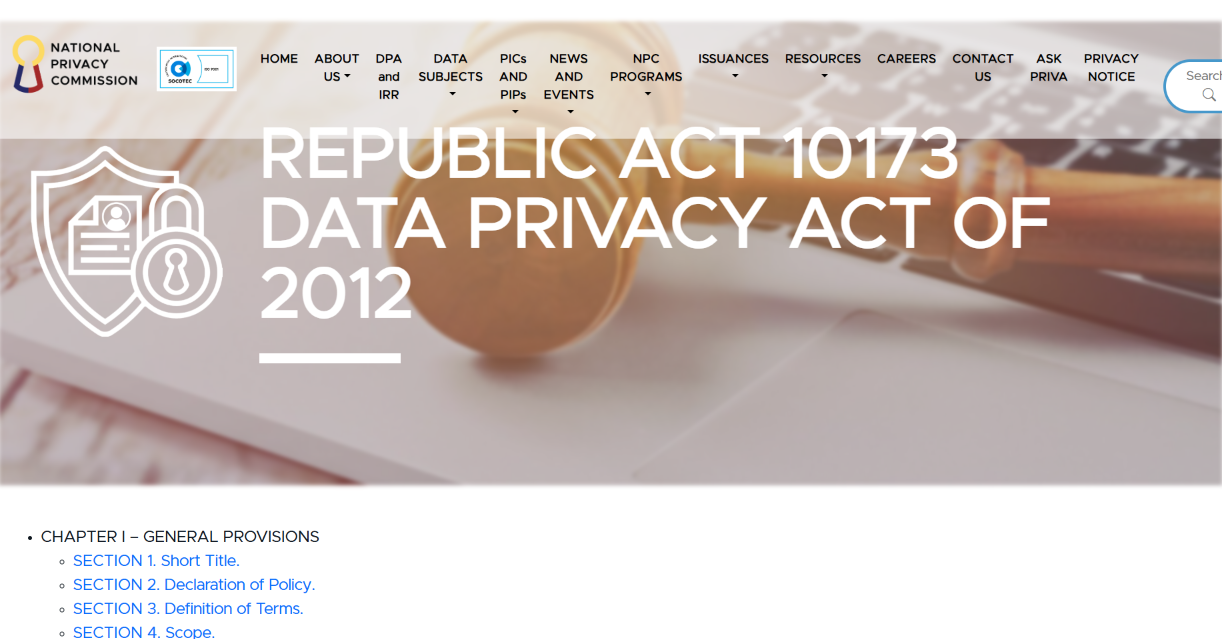 NATIONAL
PRIVACY
COMMISSION
SOCOTEC
HOME
ABOUT
US
DPA
and
IRR
DATA
SUBJECTS
PICs
AND
PIPs
NEWS
AND
EVENTS
NPC
PROGRAMS
ISSUANCES
RESOURCES
CAREERS
CONTACT
US
ASK
PRIVA
PRIVACY
NOTICE
Search
REPUBLIC ACT 10173
DATA PRIVACY ACT OF
2012
• CHAPTER I – GENERAL PROVISIONS
◦ SECTION 1. Short Title.
◦ SECTION 2. Declaration of Policy.
◦ SECTION 3. Definition of Terms.
◦ SECTION 4. Scope.